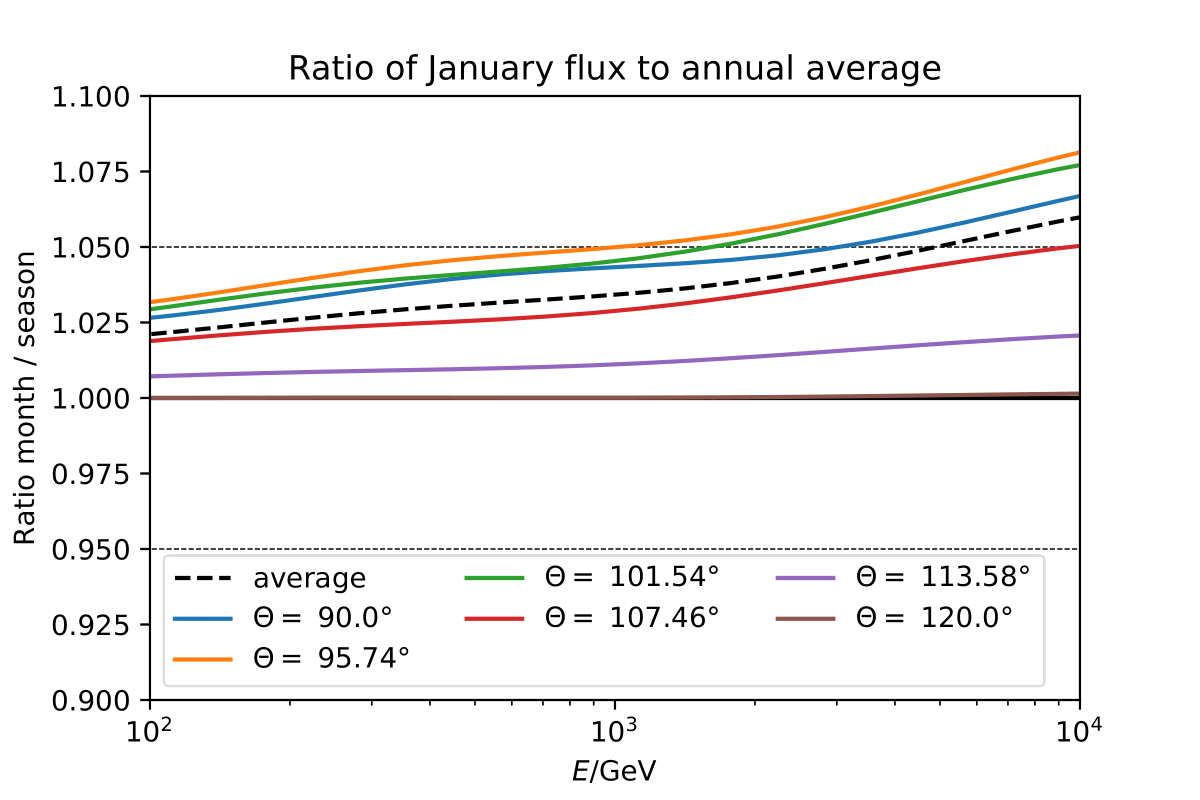 Ratio of January flux to annual average
Ratio month / season
1.100
1.075
1.050
1.025
1.000
0.975
0.950
0.925
0.900
average
Θ = 90.0°
Θ = 95.74°
Θ = 101.54°
Θ = 107.46°
Θ = 113.58°
Θ = 120.0°
10²
10³
10⁴
E/GeV